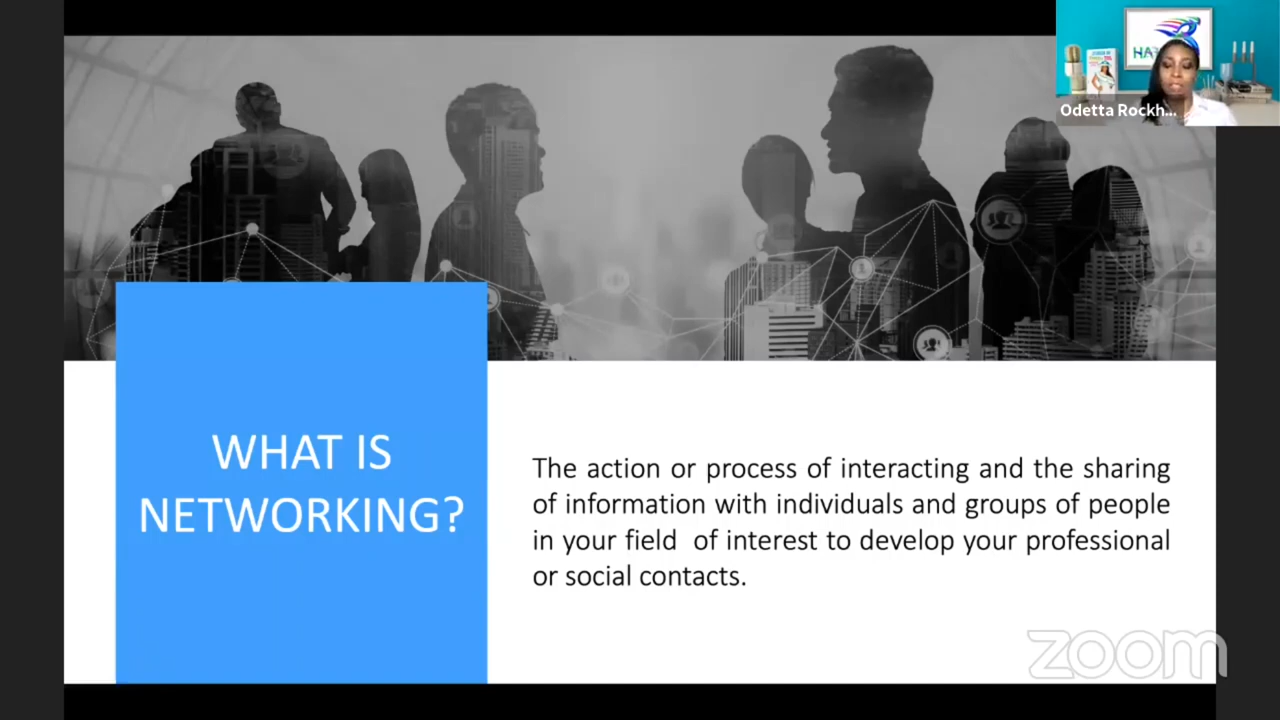 HAR
Odetta Rockh...
WHAT IS
NETWORKING?
The action or process of interacting and the sharing
of information with individuals and groups of people
in your field of interest to develop your professional
or social contacts.
zoom